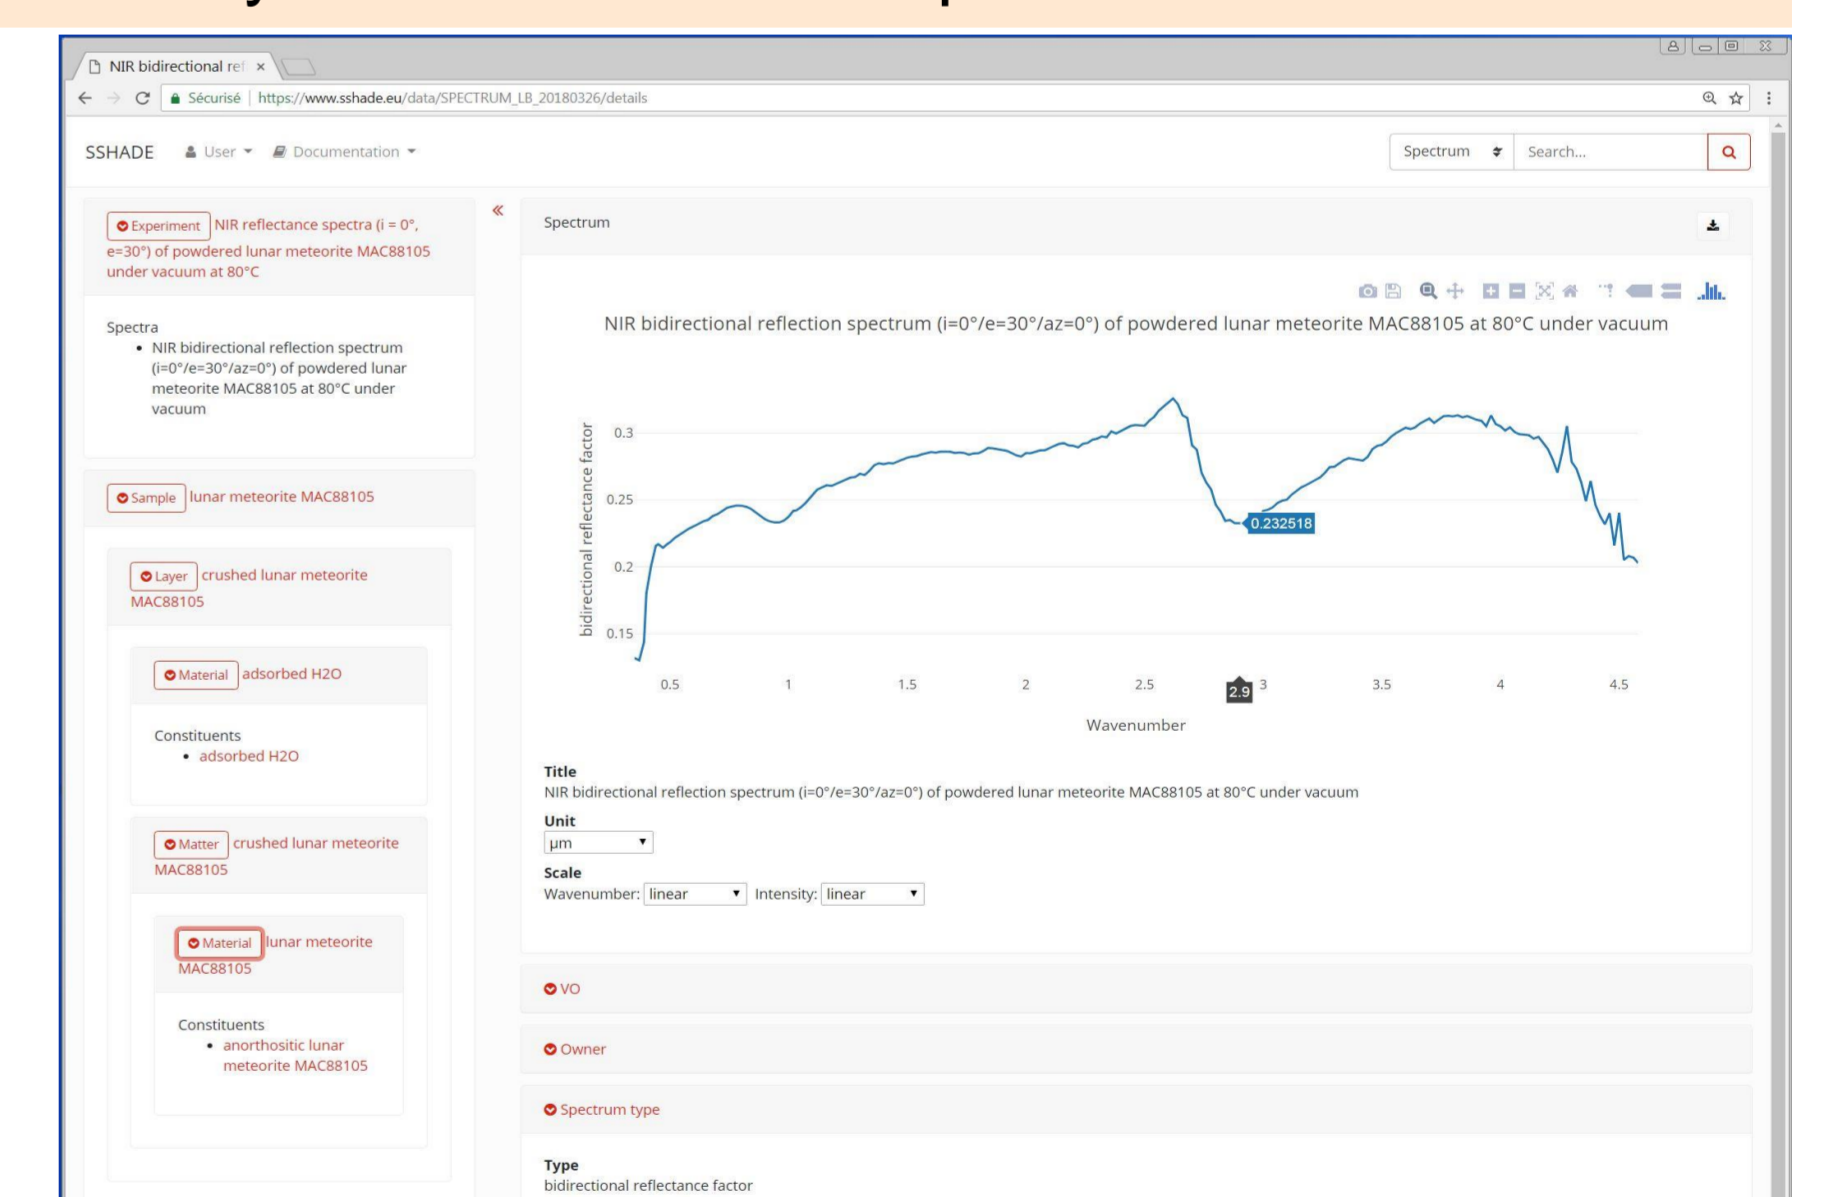 NIR bidirectional ref ×
Sécurisé | https://www.sshade.eu/data/SPECTRUM_LB_20180326/details
SSHADE User Documentation Spectrum Search...
Experiment NIR reflectance spectra (i = 0°,
e=30°) of powdered lunar meteorite MAC88105
under vacuum at 80°C
Spectra
• NIR bidirectional reflection spectrum
(i=0°/e=30°/az=0°) of powdered lunar
meteorite MAC88105 at 80°C under
vacuum
Sample lunar meteorite MAC88105
Layer crushed lunar meteorite
MAC88105
Material adsorbed H2O
Constituents
• adsorbed H2O
Matter crushed lunar meteorite
MAC88105
Material lunar meteorite
MAC88105
Constituents
• anorthositic lunar
meteorite MAC88105
«
Spectrum
NIR bidirectional reflection spectrum (i=0°/e=30°/az=0°) of powdered lunar meteorite MAC88105 at 80°C under vacuum
bidirectional reflectance factor
0.3
0.25
0.2
0.15
0.232518
0.5 1 1.5 2 2.5 2.9 3 3.5 4 4.5
Wavenumber
Title
NIR bidirectional reflection spectrum (i=0°/e=30°/az=0°) of powdered lunar meteorite MAC88105 at 80°C under vacuum
Unit
µm
Scale
Wavenumber: linear Intensity: linear
VO
Owner
Spectrum type
Type
bidirectional reflectance factor